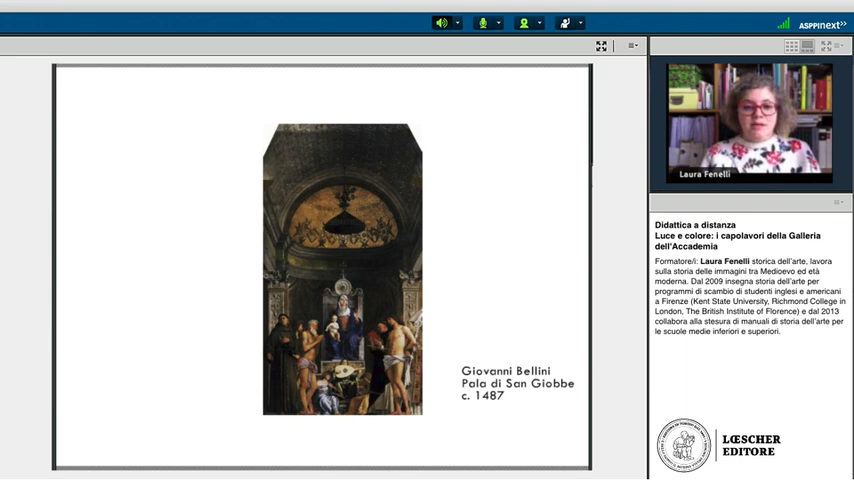 ASPPInext>>
Giovanni Bellini
Pala di San Giobbe
c. 1487
Laura Fenelli
Didattica a distanza
Luce e colore: i capolavori della Galleria
dell'Accademia
Formatore/i: Laura Fenelli storica dell'arte, lavora
sulla storia delle immagini tra Medioevo ed età
moderna. Dal 2009 insegna storia dell'arte per
programmi di scambio di studenti inglesi e americani
a Firenze (Kent State University, Richmond College in
London, The British Institute of Florence) e dal 2013
collabora alla stesura di manuali di storia dell'arte per
le scuole medie inferiori e superiori.
LŒSCHER
EDITORE